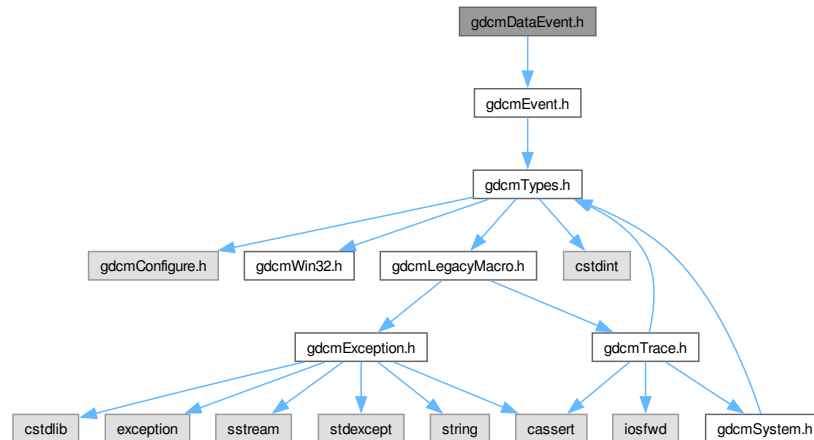 gdcmDataEvent.h
gdcmEvent.h
gdcmTypes.h
gdcmConfigure.h
gdcmWin32.h
gdcmLegacyMacro.h
cstdint
gdcmException.h
gdcmTrace.h
cstdlib
exception
sstream
stdexcept
string
cassert
iosfwd
gdcmSystem.h